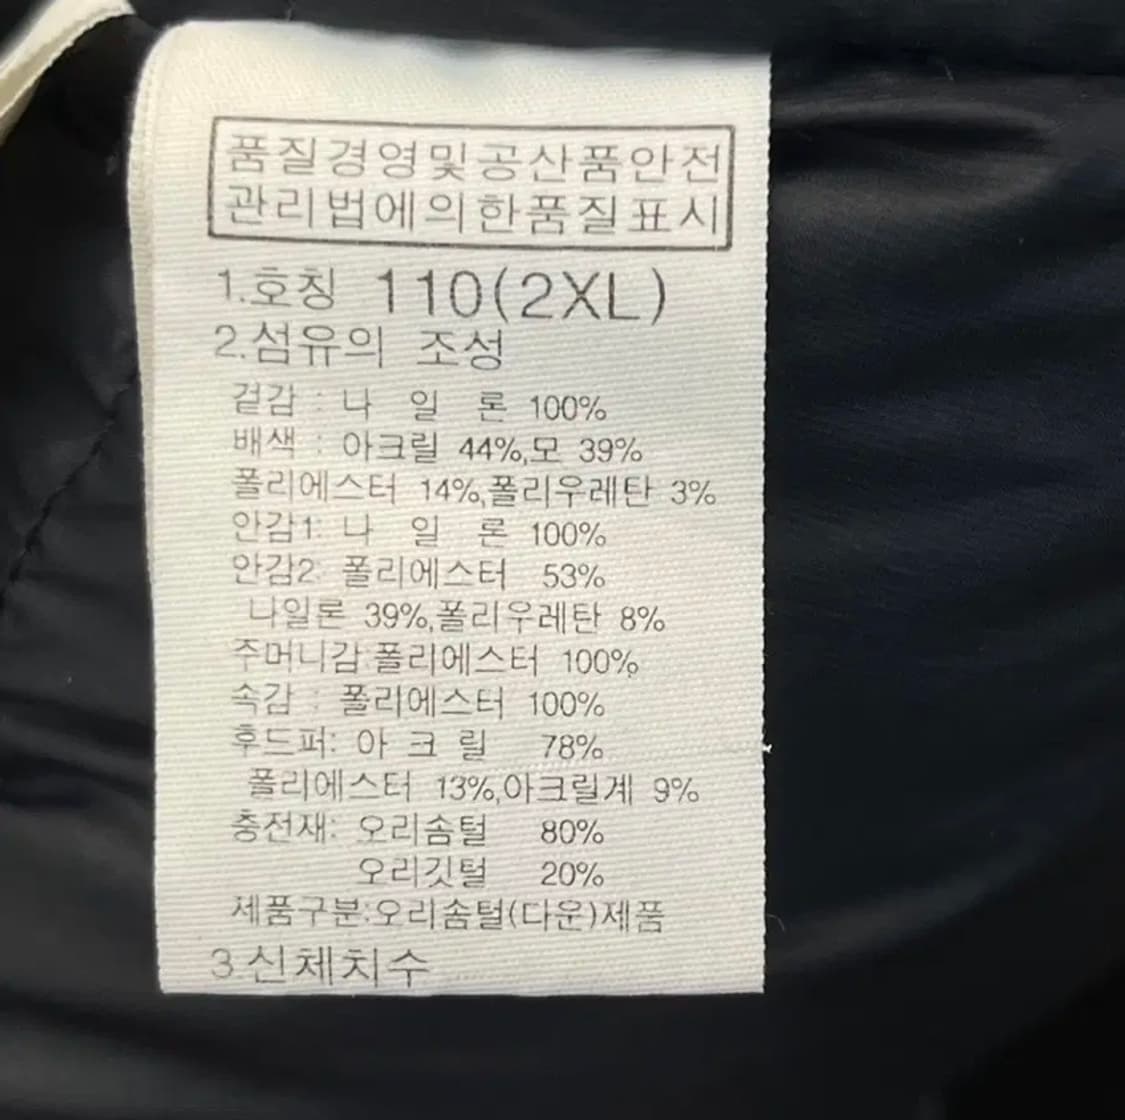 품질경영및공산품안전
관리법에의한품질표시
1.호칭 110(2XL)
2.섬유의 조성
겉감 : 나 일 론 100%
배색 : 아크릴 44%,모 39%
폴리에스터 14%,폴리우레탄 3%
안감1: 나 일 론 100%
안감2: 폴리에스터 53%
나일론 39%,폴리우레탄 8%
주머니감:폴리에스터 100%
속감 : 폴리에스터 100%
후드퍼: 아 크 릴 78%
폴리에스터 13%,아크릴계 9%
충전재: 오리솜털 80%
오리깃털 20%
제품구분:오리솜털(다운)제품
3.신체치수